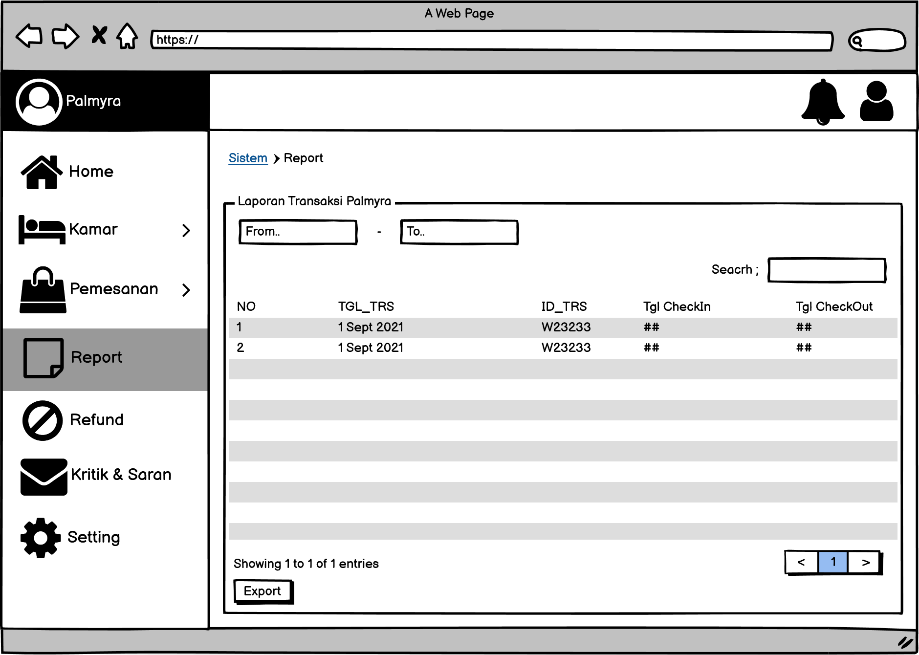 A Web Page
https://
Palmyra
Home
Kamar
Pemesanan
Report
Refund
Kritik & Saran
Setting
Sistem > Report
Laporan Transaksi Palmyra
From.. - To..
Seacrh ;
NO TGL_TRS ID_TRS Tgl CheckIn Tgl CheckOut
1 1 Sept 2021 W23233 ## ##
2 1 Sept 2021 W23233 ## ##
Showing 1 to 1 of 1 entries
< 1 >
Export